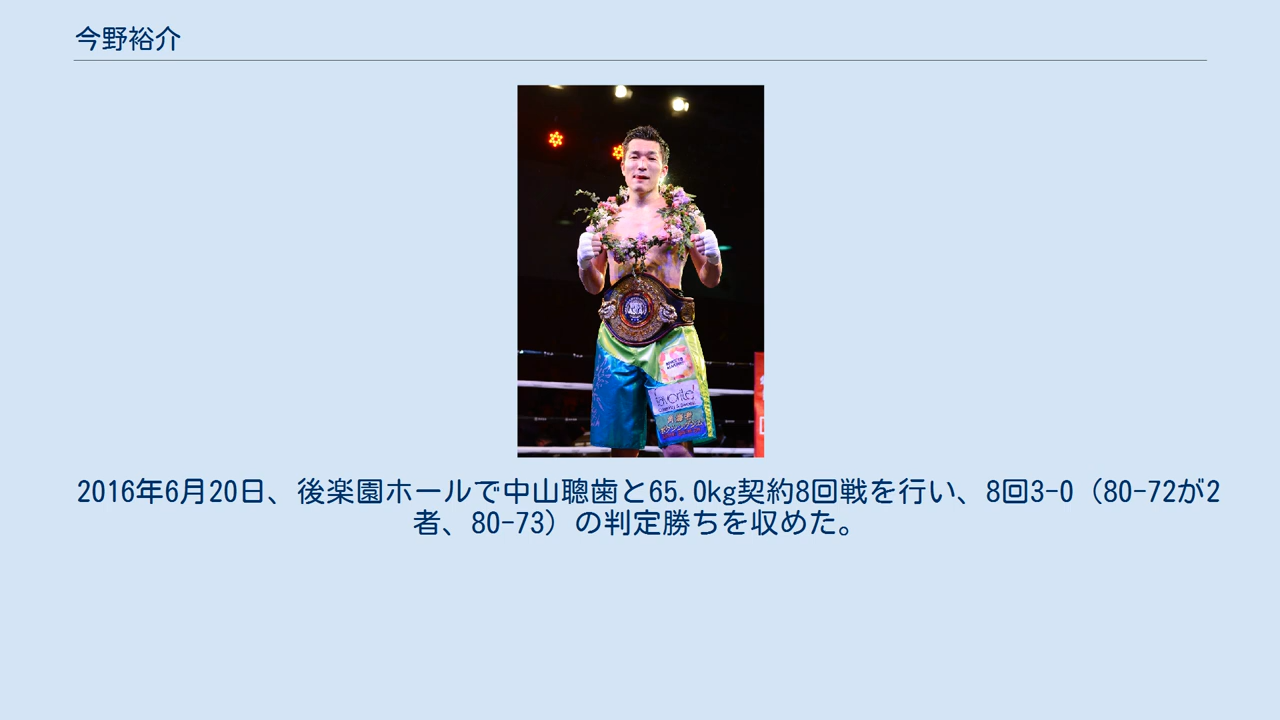 今野裕介
ASIA
favorite!
2016年6月20日、後楽園ホールで中山聰歯と65.0kg契約8回戦を行い、8回3-0（80-72が2
者、80-73）の判定勝ちを収めた。